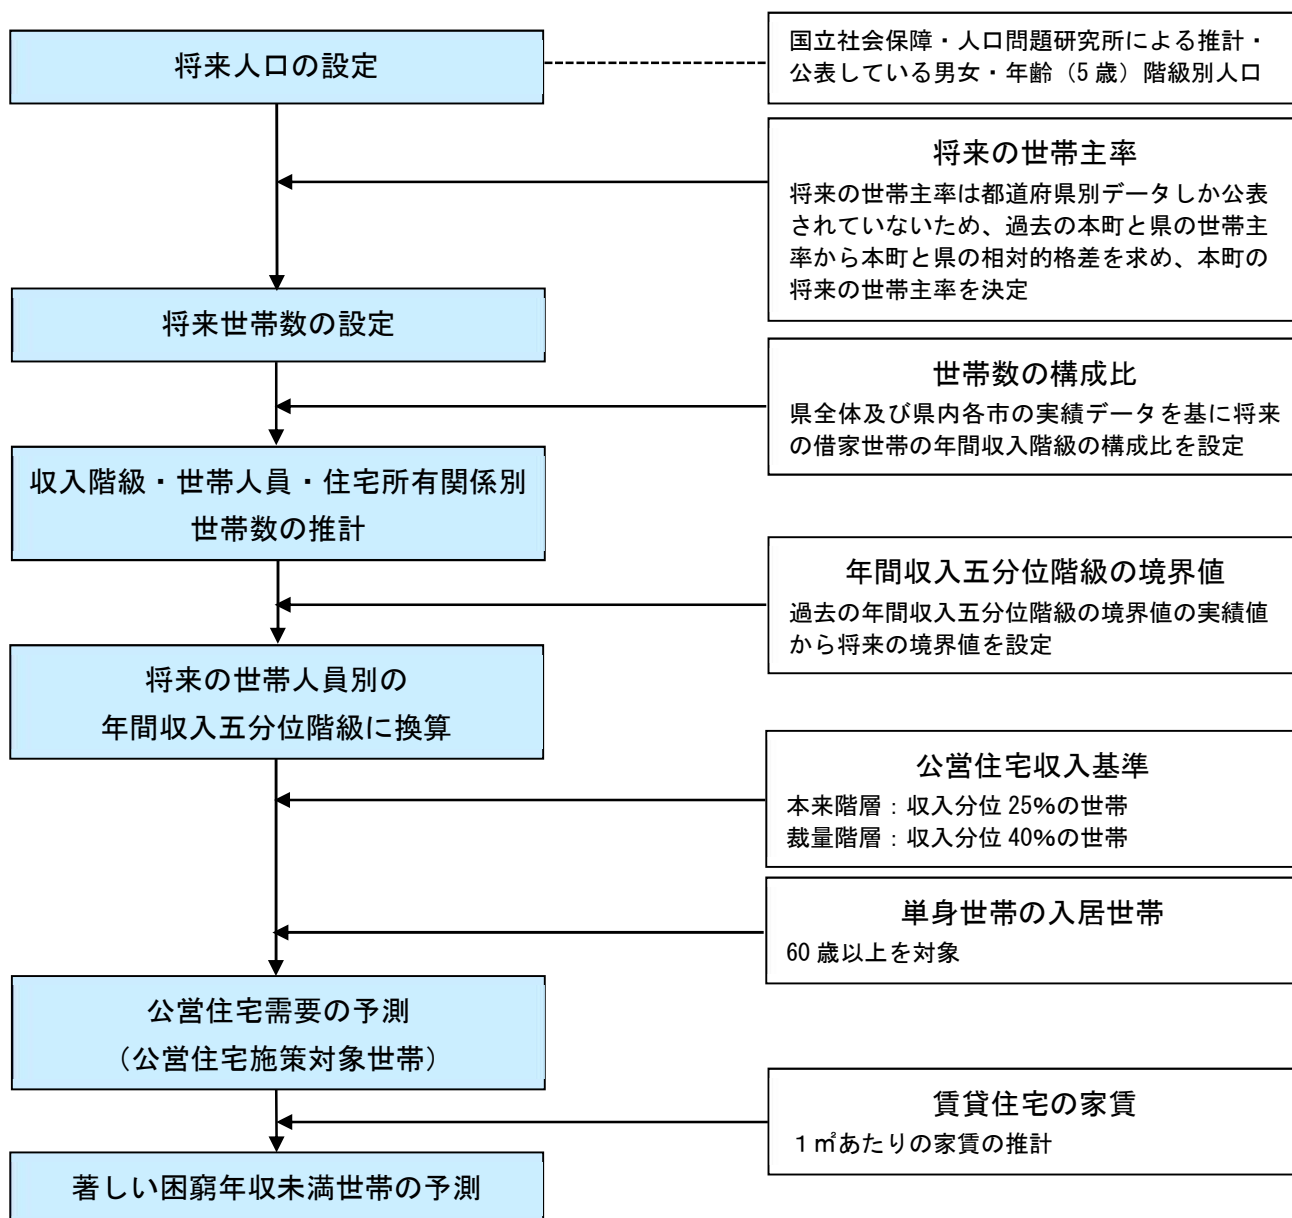 将来人口の設定
国立社会保障・人口問題研究所による推計・
公表している男女・年齢（5歳）階級別人口
将来の世帯主率
将来の世帯主率は都道府県別データしか公表
されていないため、過去の本町と県の世帯主
率から本町と県の相対的格差を求め、本町の
将来の世帯主率を決定
将来世帯数の設定
世帯数の構成比
県全体及び県内各市の実績データを基に将来
の借家世帯の年間収入階級の構成比を設定
収入階級・世帯人員・住宅所有関係別
世帯数の推計
年間収入五分位階級の境界値
過去の年間収入五分位階級の境界値の実績値
から将来の境界値を設定
将来の世帯人員別の
年間収入五分位階級に換算
公営住宅収入基準
本来階層：収入分位 25%の世帯
裁量階層：収入分位 40%の世帯
単身世帯の入居世帯
60 歳以上を対象
公営住宅需要の予測
（公営住宅施策対象世帯）
賃貸住宅の家賃
１㎡あたりの家賃の推計
著しい困窮年収未満世帯の予測